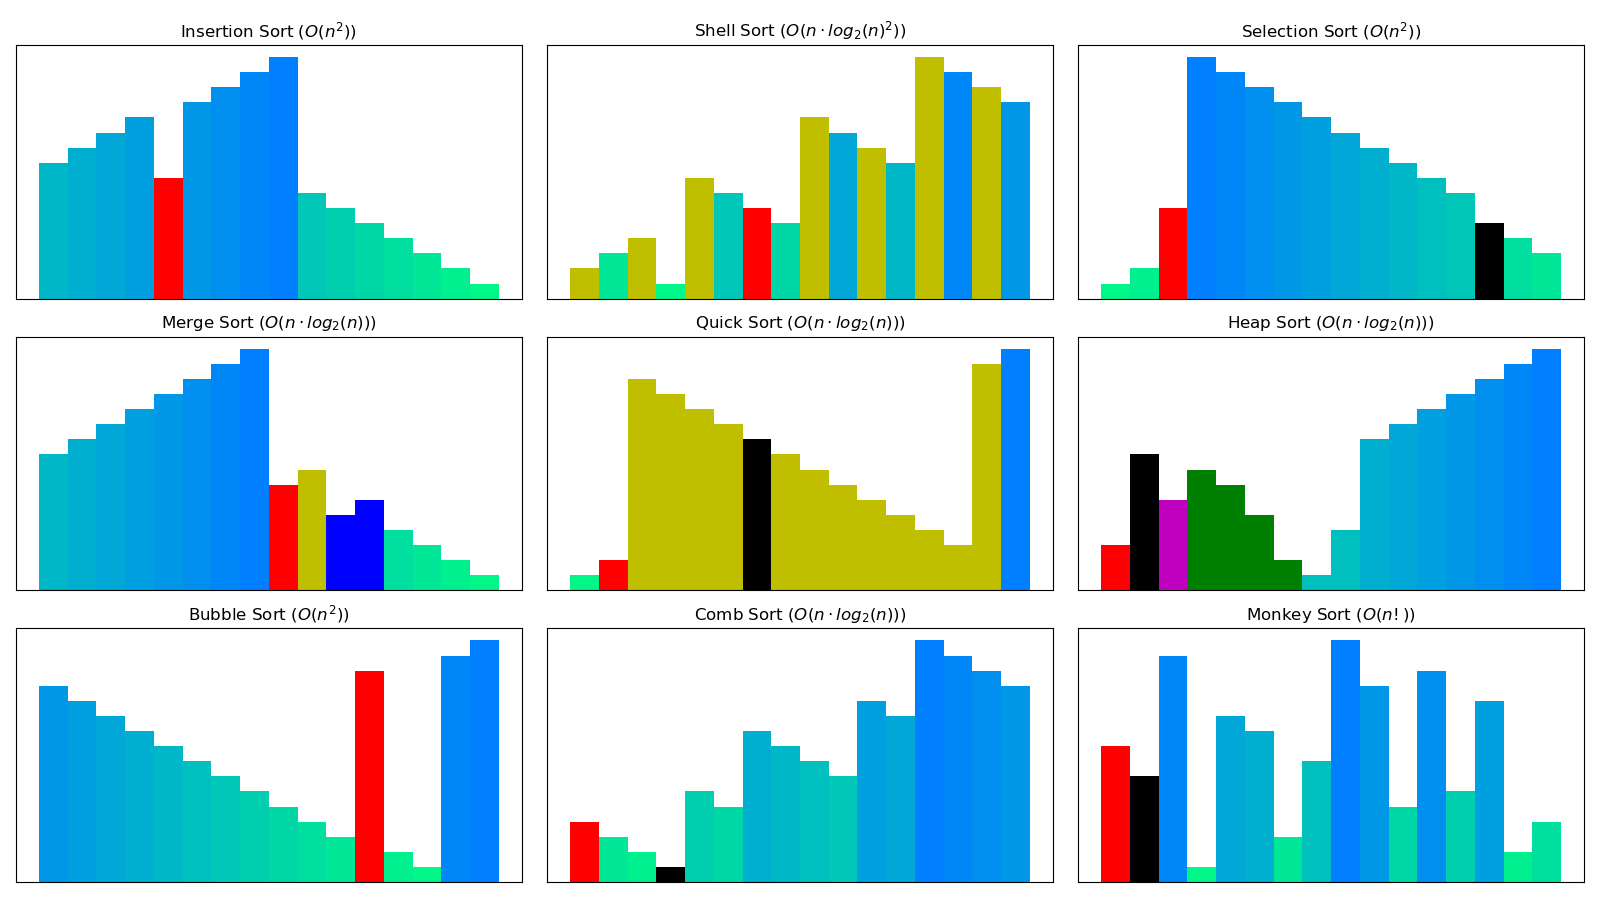 Insertion Sort (O(n²))
Shell Sort (O(n · log₂(n)²))
Selection Sort (O(n²))
Merge Sort (O(n · log₂(n)))
Quick Sort (O(n · log₂(n)))
Heap Sort (O(n · log₂(n)))
Bubble Sort (O(n²))
Comb Sort (O(n · log₂(n)))
Monkey Sort (O(n!))